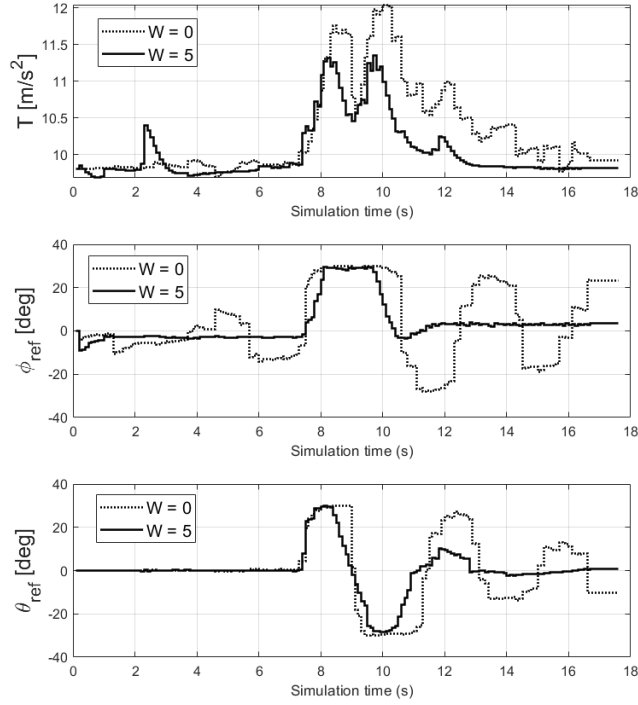 12
11.5
11
10.5
10
T [m/s²]
W = 0
W = 5
0 2 4 6 8 10 12 14 16 18
Simulation time (s)
40
20
0
-20
-40
ϕref [deg]
W = 0
W = 5
0 2 4 6 8 10 12 14 16 18
Simulation time (s)
40
20
0
-20
-40
θref [deg]
W = 0
W = 5
0 2 4 6 8 10 12 14 16 18
Simulation time (s)